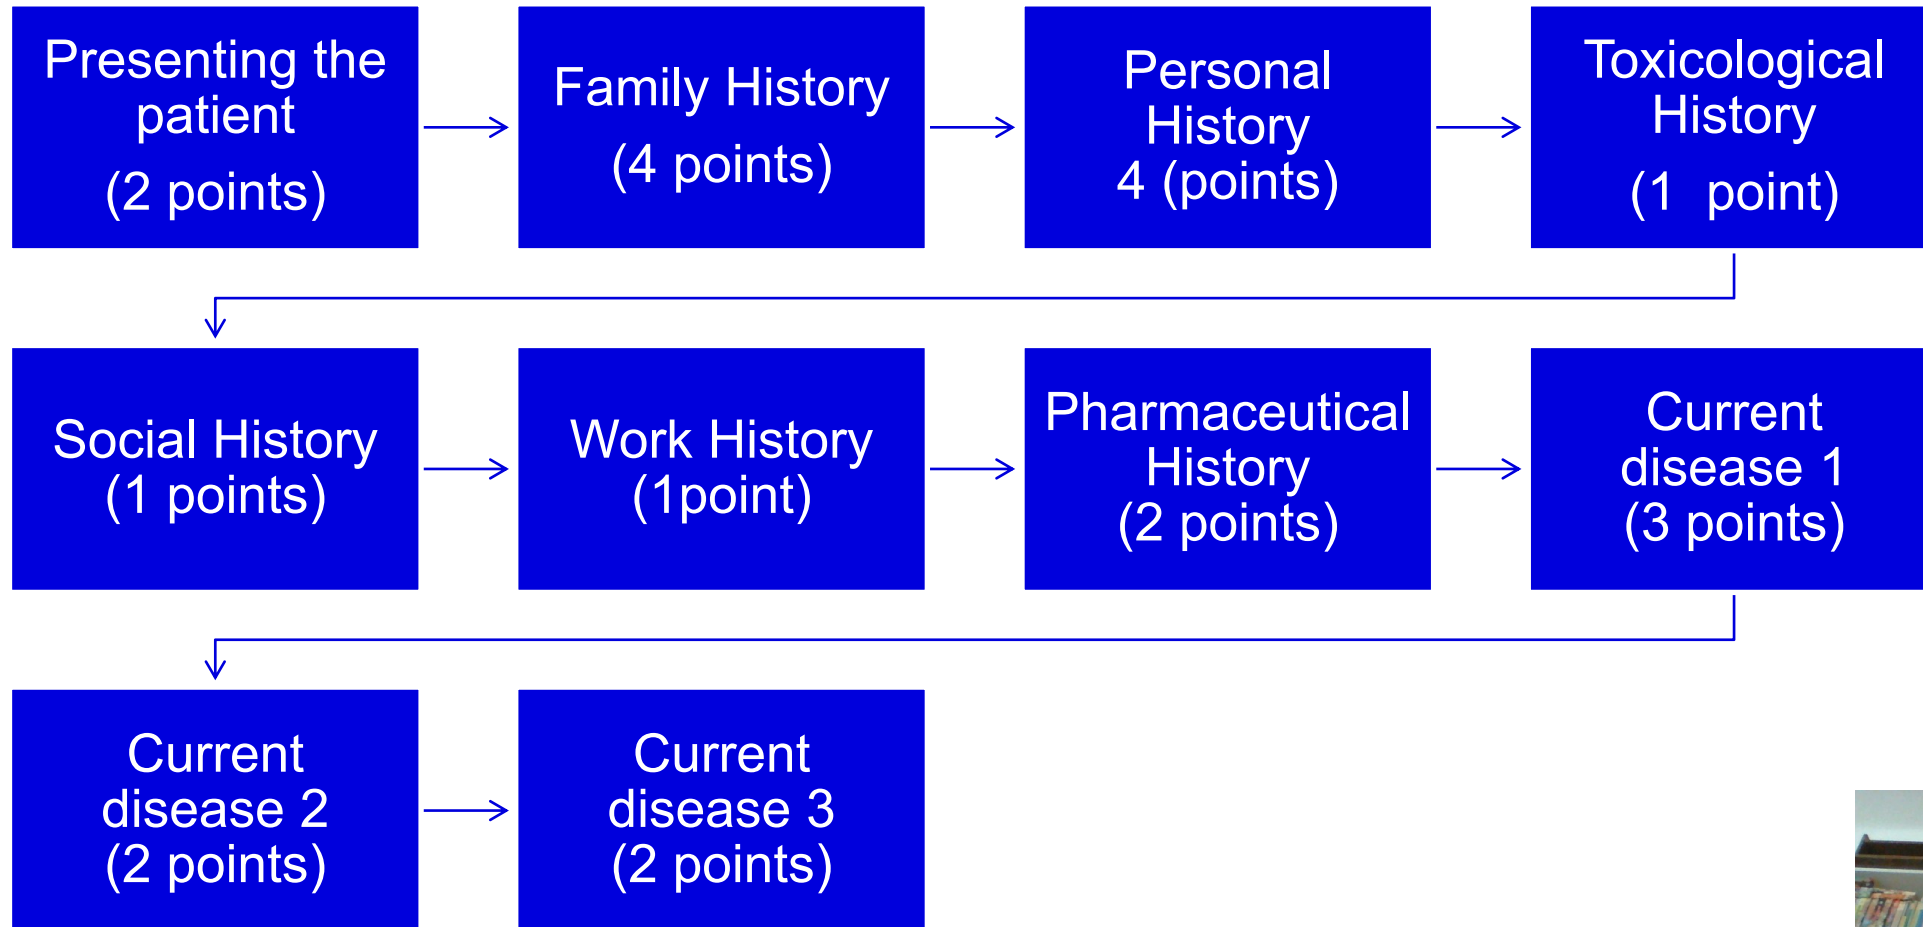 Presenting the
patient
(2 points)
Family History
(4 points)
Personal
History
4 (points)
Toxicological
History
(1  point)
Social History
(1 points)
Work History
(1point)
Pharmaceutical
History
(2 points)
Current
disease 1
(3 points)
Current
disease 2
(2 points)
Current
disease 3
(2 points)